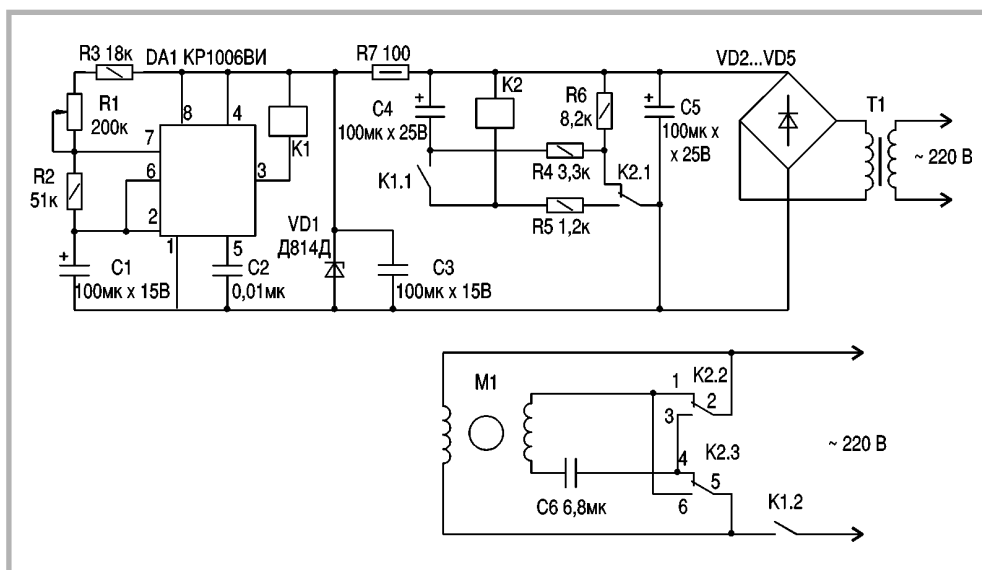 R3 18к
DA1 КР1006ВИ
R7 100
VD2...VD5
R1
200к
8
4
K1
7
6
3
2
1
5
R2
51к
C1
100мк x 15В
C2
0,01мк
VD1
Д814Д
C3
100мк x 15В
+
+
C4
100мк x 25В
K2
R6
8,2к
+
C5
100мк x
x 25В
K1.1
R4 3,3к
K2.1
R5 1,2к
T1
~ 220 В
M1
1
K2.2
2
3
4
K2.3
5
6
C6 6,8мк
K1.2
~ 220 В